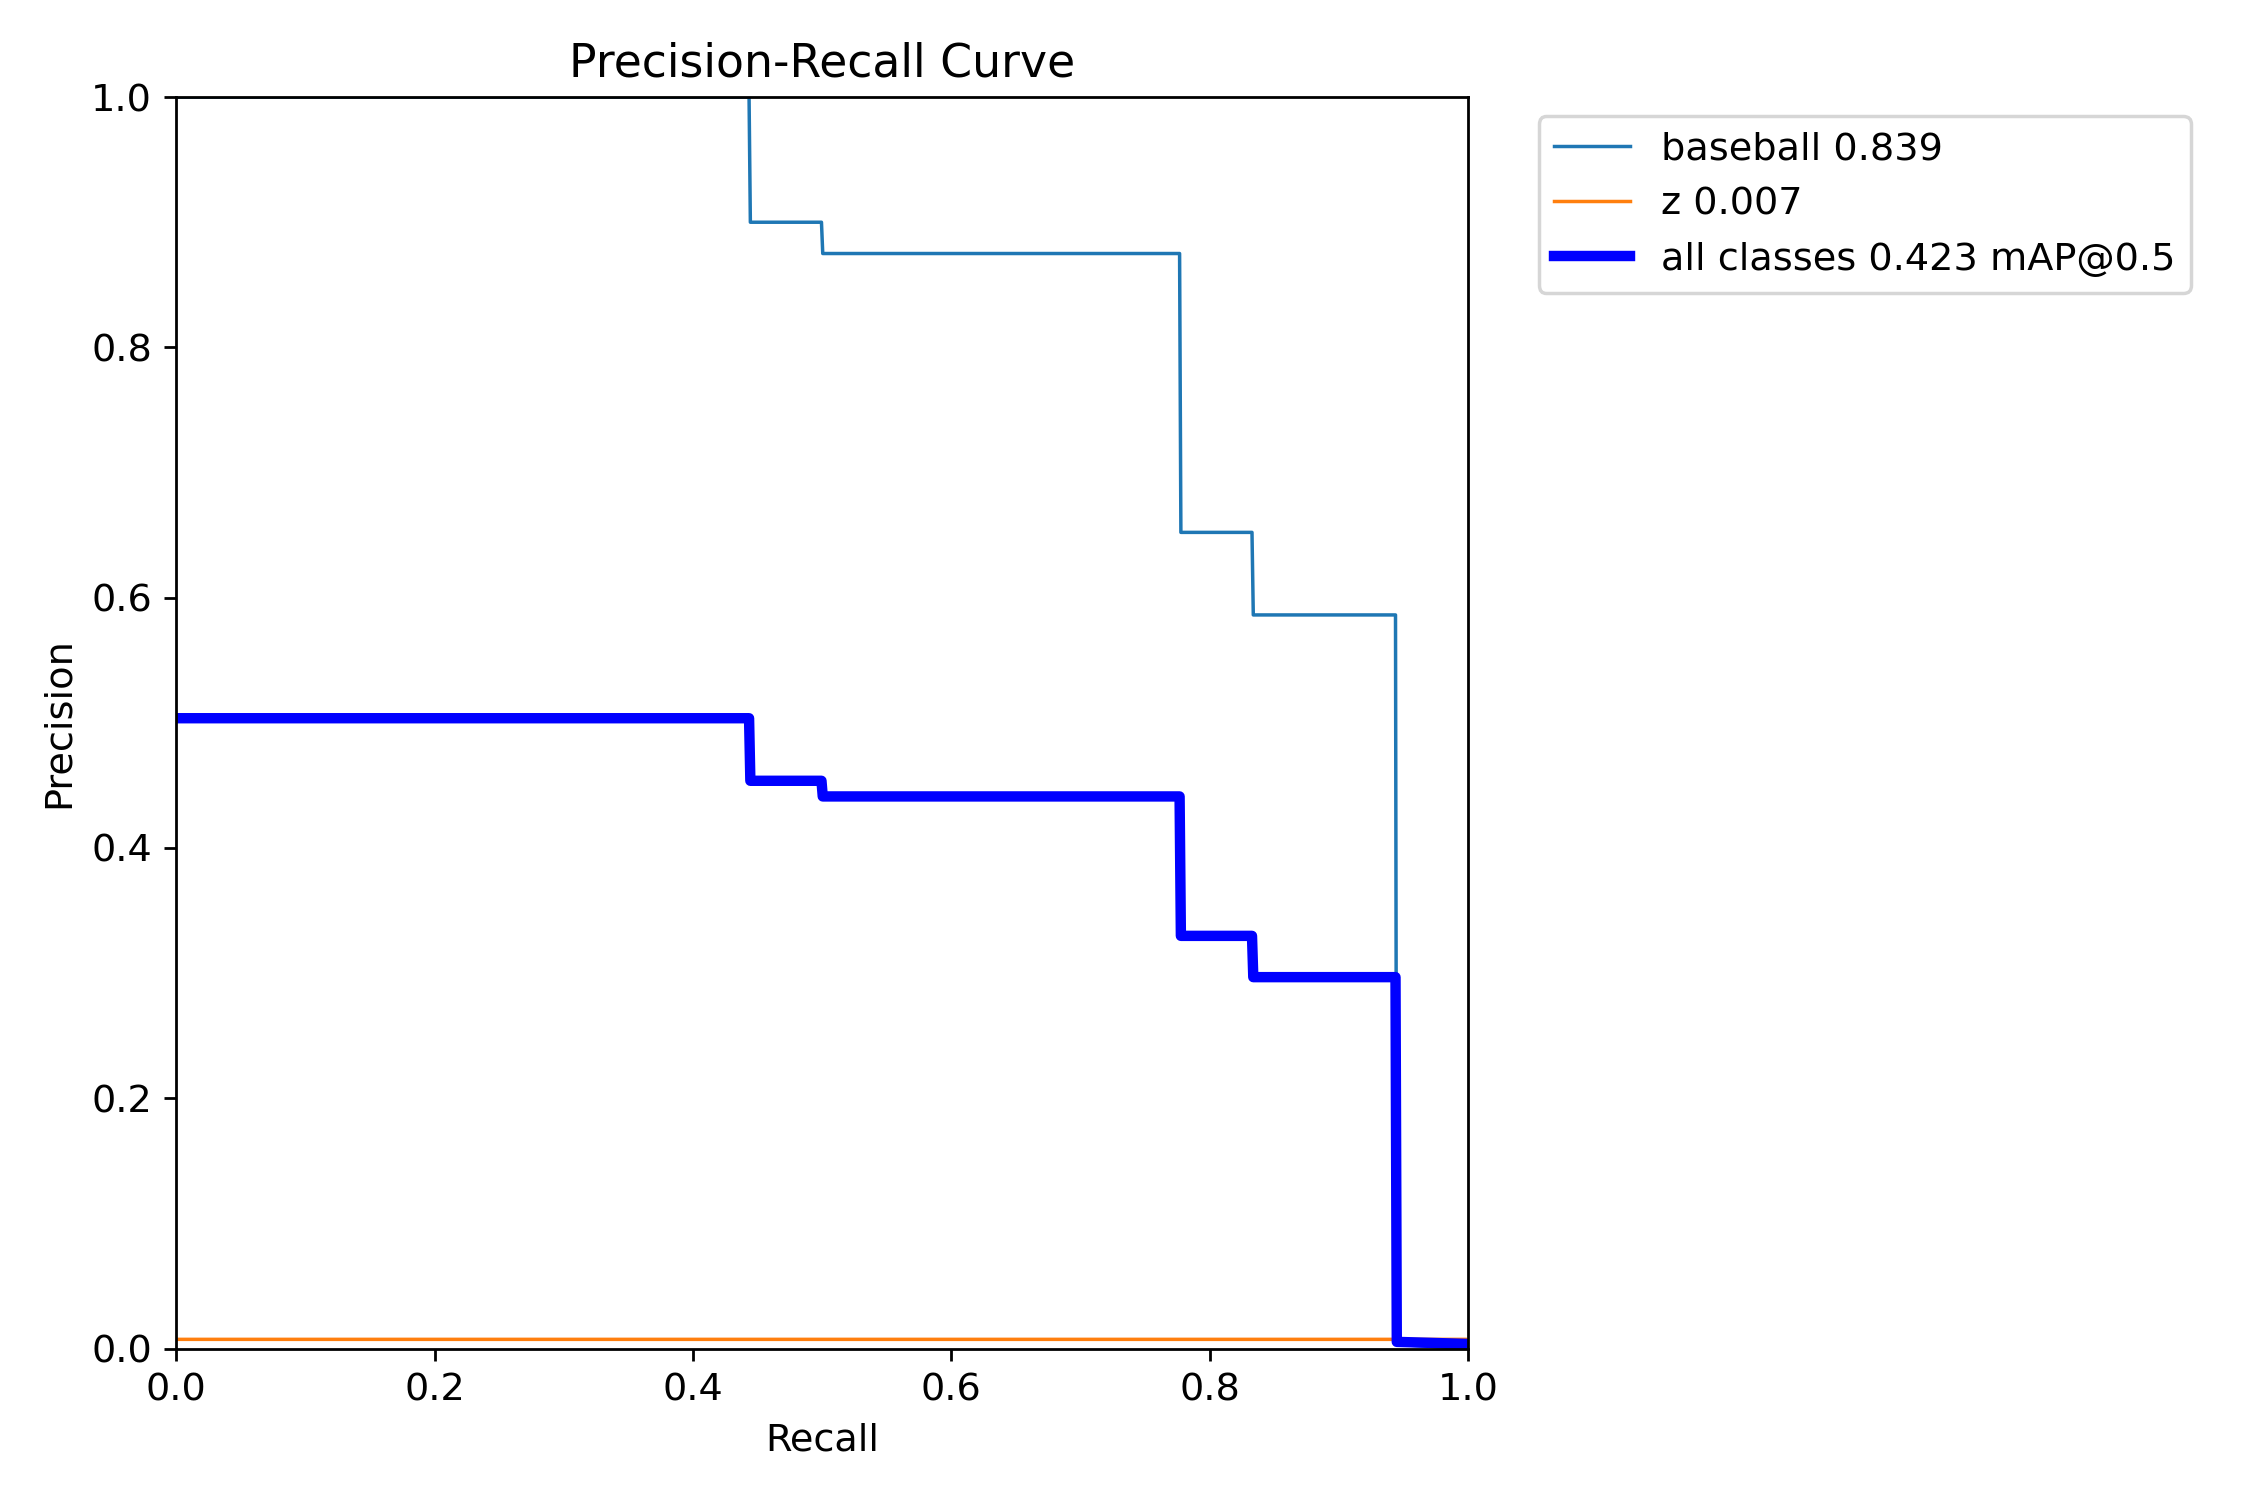 Precision-Recall Curve
1.0
0.8
0.6
0.4
0.2
0.0
Precision
0.0 0.2 0.4 0.6 0.8 1.0
Recall
baseball 0.839
z 0.007
all classes 0.423 mAP@0.5